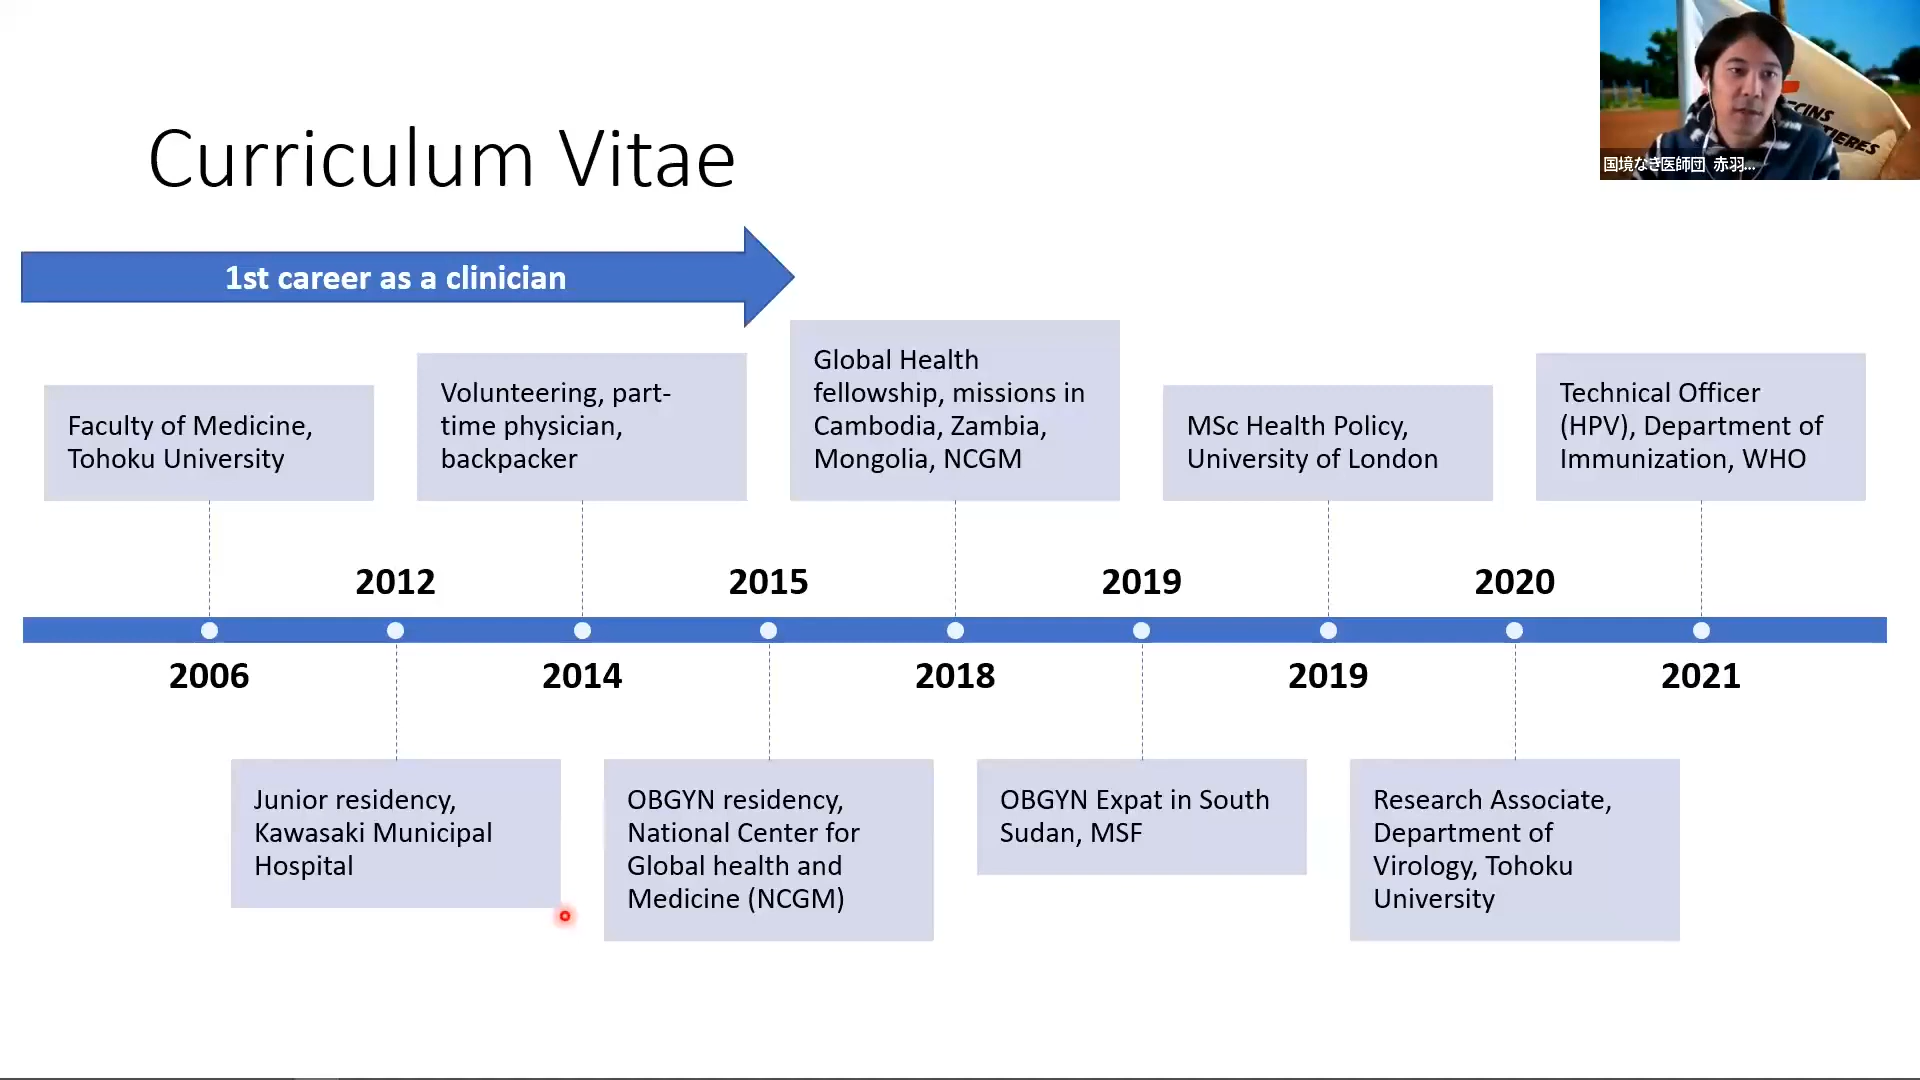 Curriculum Vitae
CINS
TIERES
国境なき医師団 赤羽...
1st career as a clinician
Faculty of Medicine,
Tohoku University
Volunteering, part-
time physician,
backpacker
Global Health
fellowship, missions in
Cambodia, Zambia,
Mongolia, NCGM
MSc Health Policy,
University of London
Technical Officer
(HPV), Department of
Immunization, WHO
2012
2015
2019
2020
2006
2014
2018
2019
2021
Junior residency,
Kawasaki Municipal
Hospital
OBGYN residency,
National Center for
Global health and
Medicine (NCGM)
OBGYN Expat in South
Sudan, MSF
Research Associate,
Department of
Virology, Tohoku
University